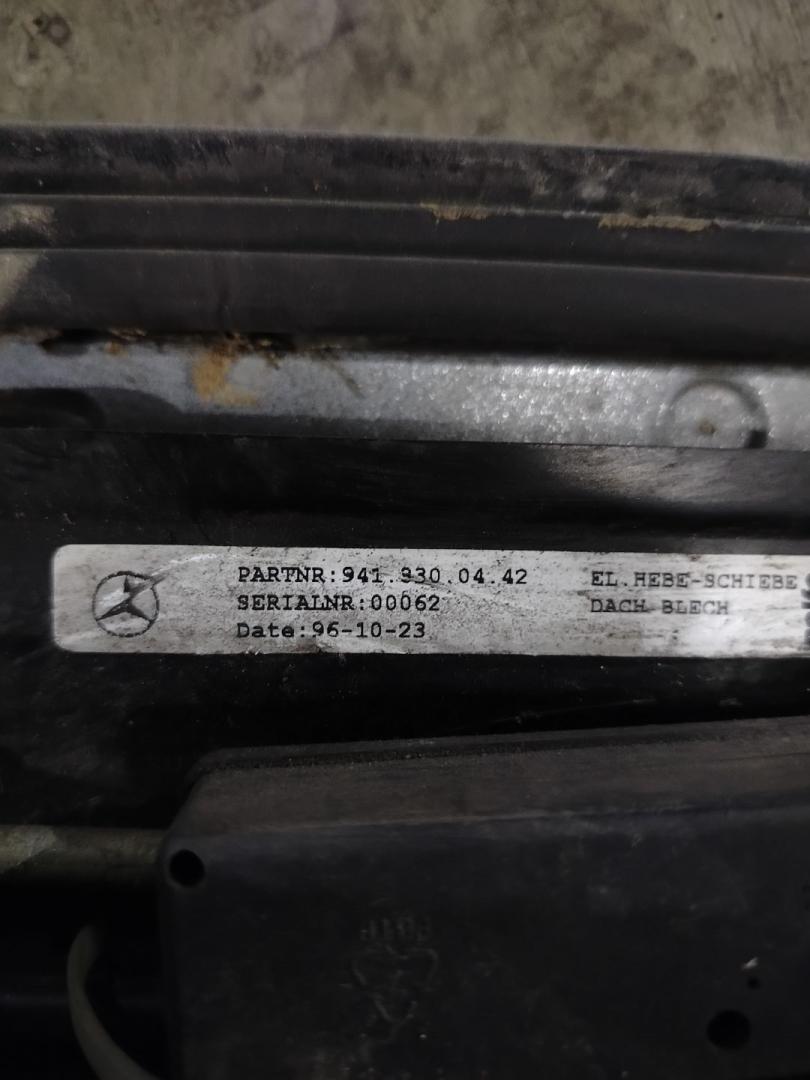 PARTNR:941.930.04.42
SERIALNR:00062
Date:96-10-23
EL.HEBE-SCHIEBE
DACH BLECH